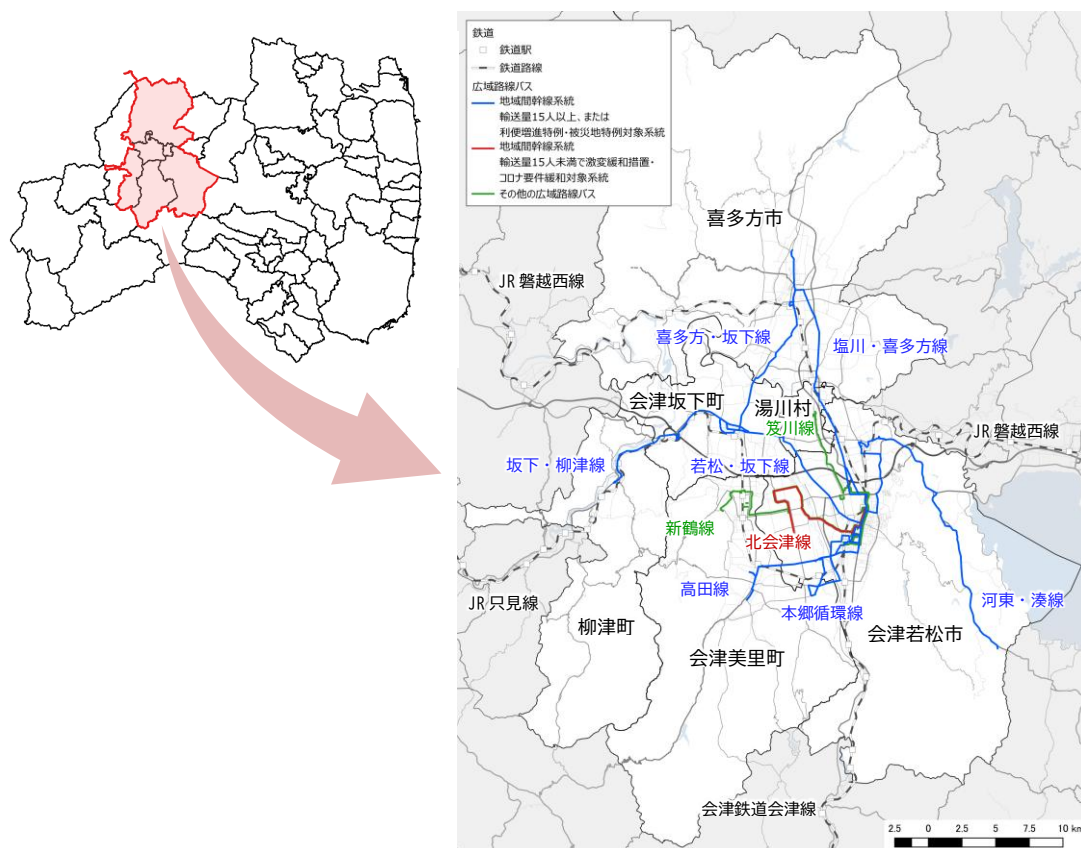 鉄道
鉄道駅
鉄道路線
広域路線バス
地域間幹線系統
輸送量15人以上、または
利便増進特例・被災地特例対象系統
地域間幹線系統
輸送量15人未満で激変緩和措置・
コロナ要件緩和対象系統
その他の広域路線バス
喜多方市
JR 磐越西線
喜多方・坂下線
塩川・喜多方線
会津坂下町
湯川村
笈川線
JR 磐越西線
坂下・柳津線
若松・坂下線
新鶴線
北会津線
高田線
JR 只見線
本郷循環線
河東・湊線
柳津町
会津若松市
会津美里町
会津鉄道会津線
2.5 0 2.5 5 7.5 10 km